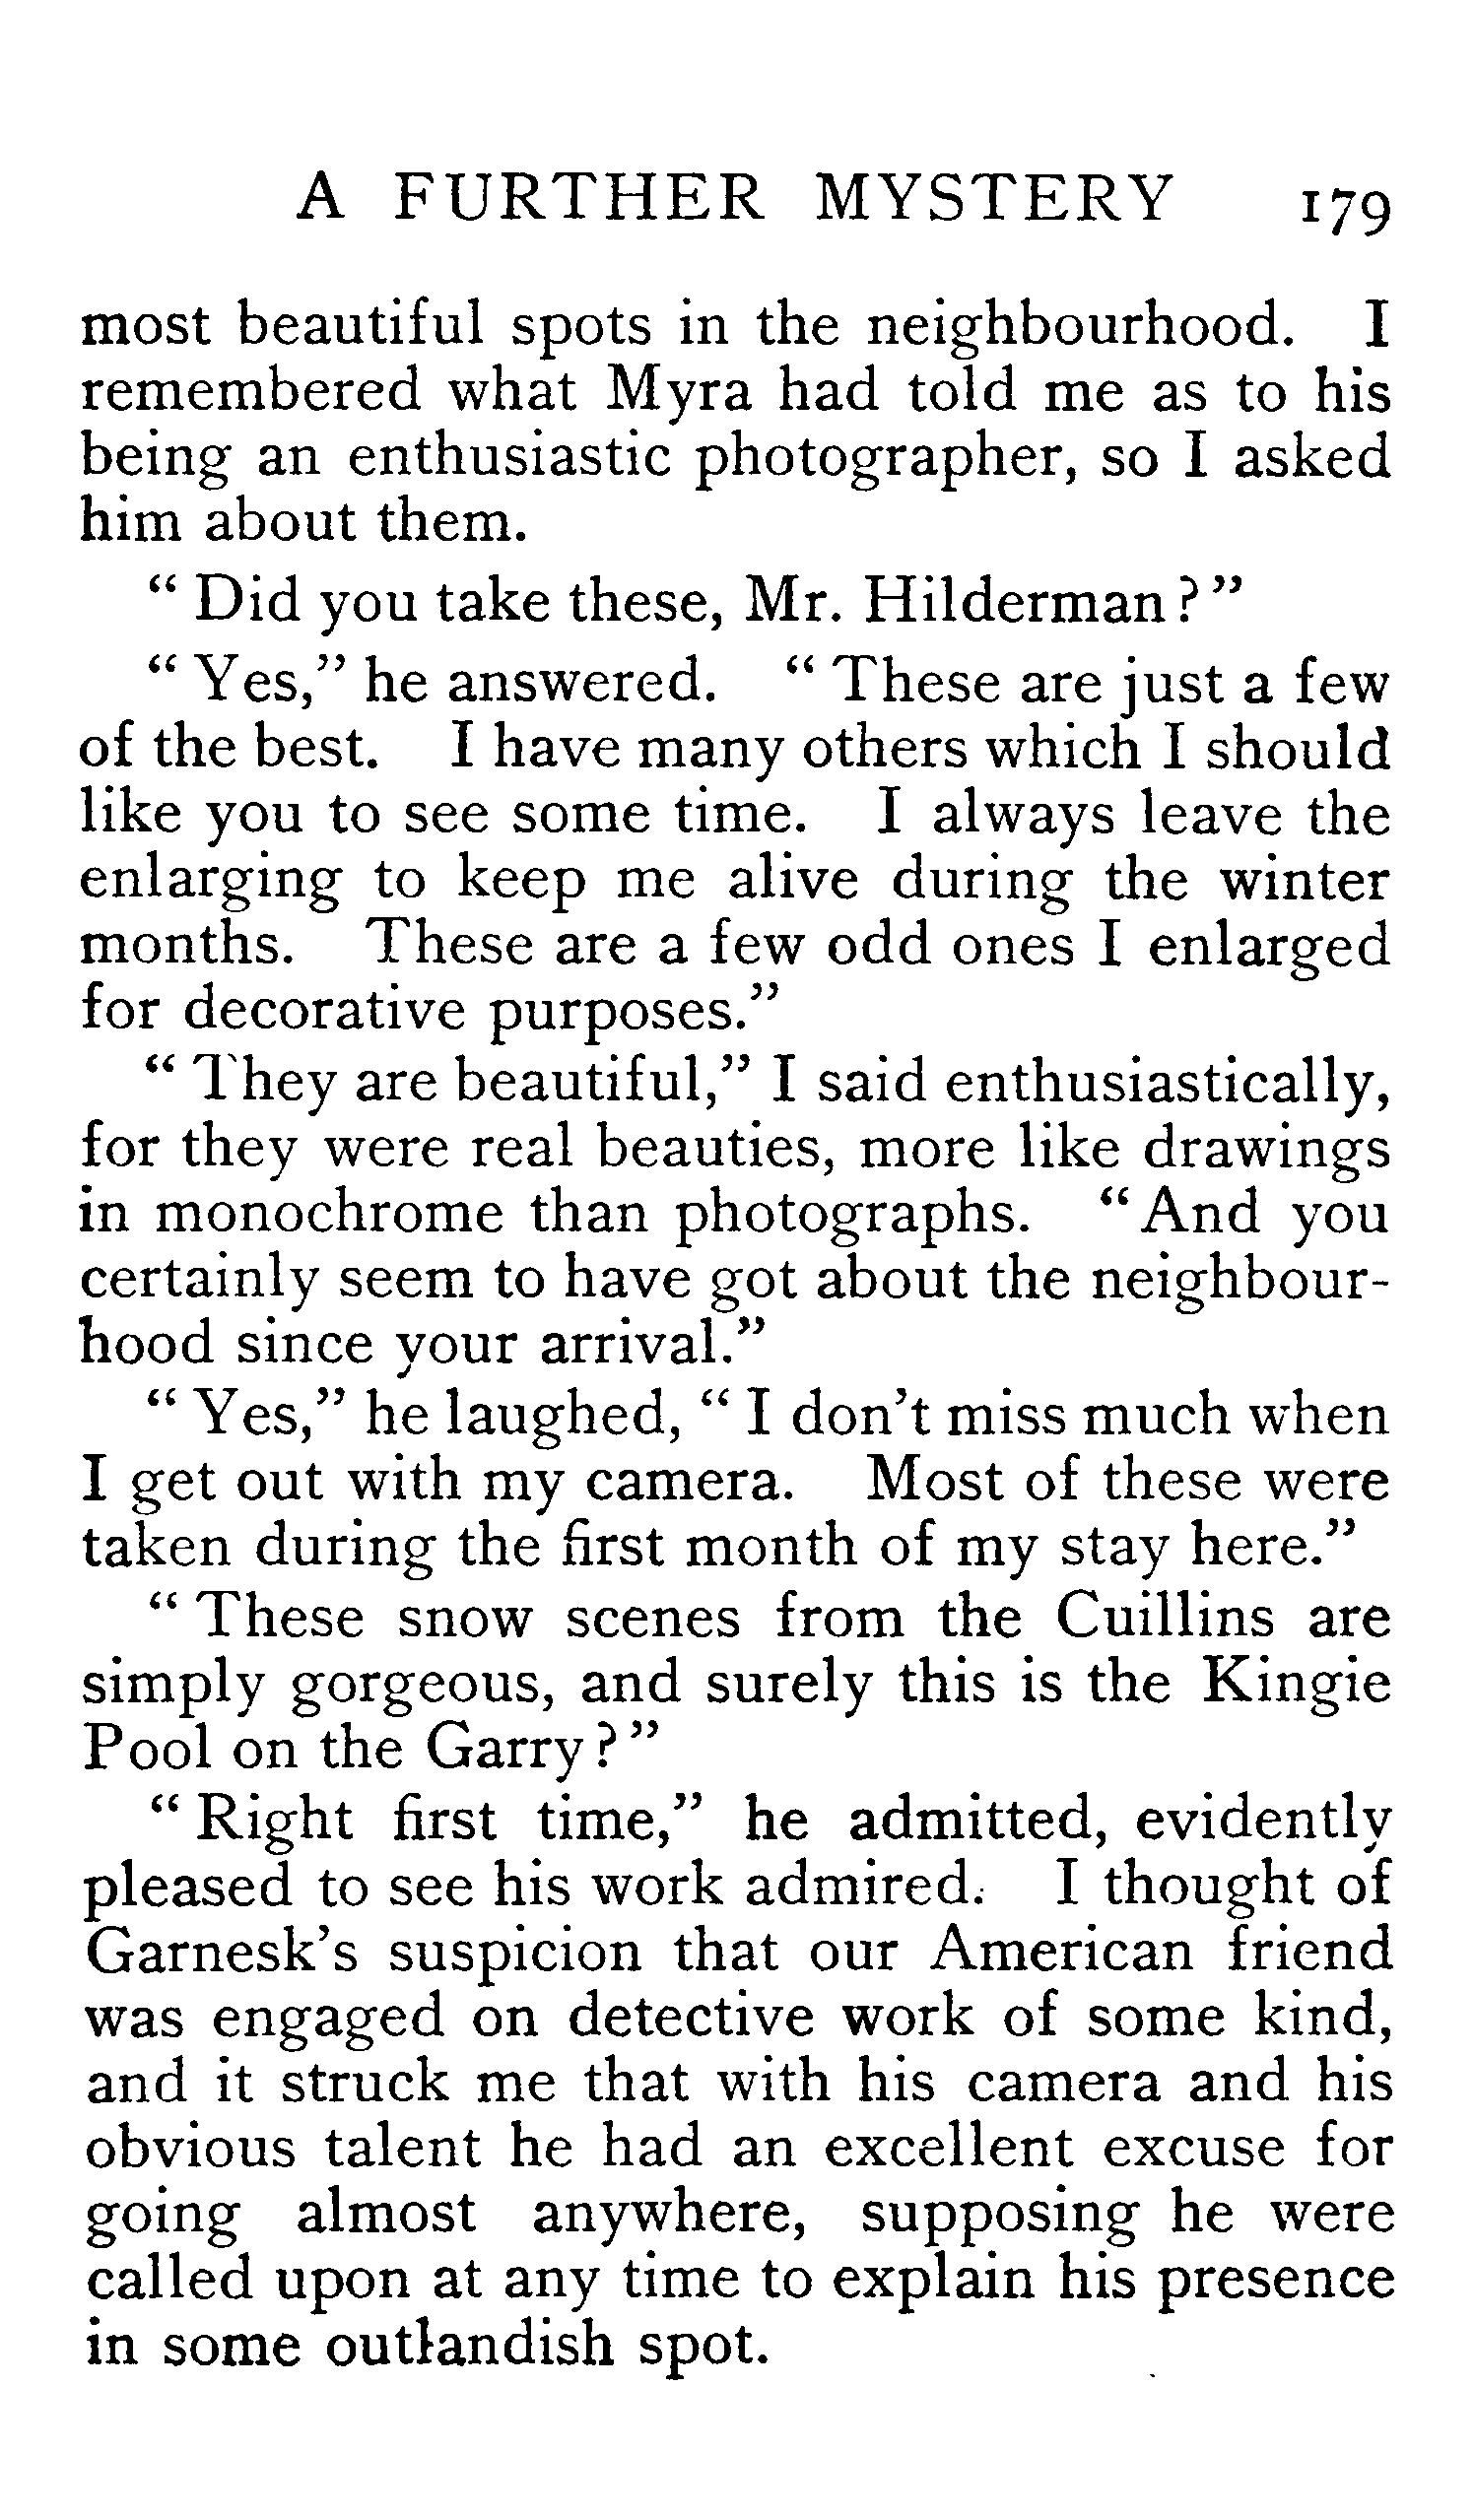 A FURTHER MYSTERY 179
most beautiful spots in the neighbourhood. I
remembered what Myra had told me as to his
being an enthusiastic photographer, so I asked
him about them.
“ Did you take these, Mr. Hilderman ? ”
“ Yes,” he answered. “ These are just a few
of the best. I have many others which I should
like you to see some time. I always leave the
enlarging to keep me alive during the winter
months. These are a few odd ones I enlarged
for decorative purposes.”
“ They are beautiful,” I said enthusiastically,
for they were real beauties, more like drawings
in monochrome than photographs. “ And you
certainly seem to have got about the neighbour-
hood since your arrival.”
“ Yes,” he laughed, “ I don’t miss much when
I get out with my camera. Most of these were
taken during the first month of my stay here.”
“ These snow scenes from the Cuillins are
simply gorgeous, and surely this is the Kingie
Pool on the Garry ? ”
“ Right first time,” he admitted, evidently
pleased to see his work admired. I thought of
Garnesk’s suspicion that our American friend
was engaged on detective work of some kind,
and it struck me that with his camera and his
obvious talent he had an excellent excuse for
going almost anywhere, supposing he were
called upon at any time to explain his presence
in some outlandish spot.